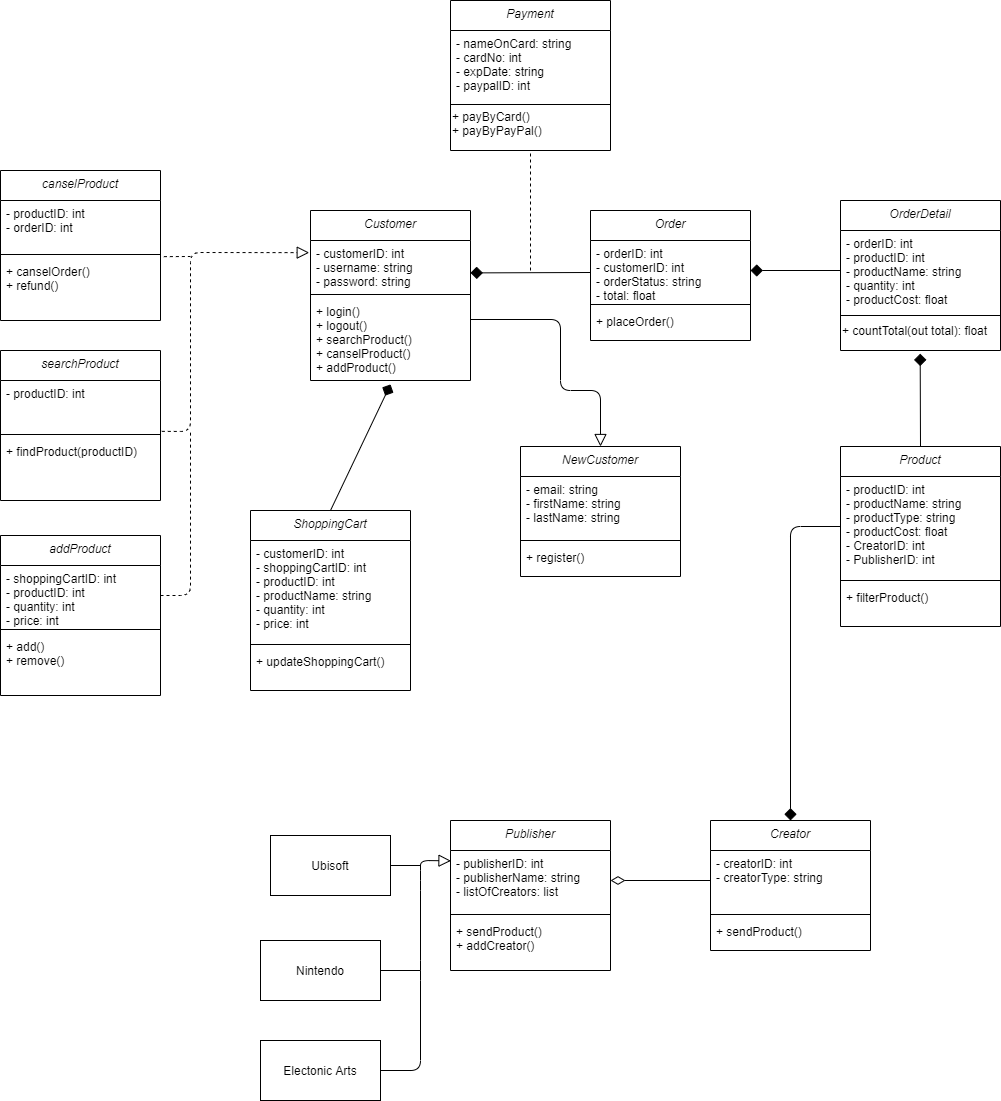 Payment
- nameOnCard: string
- cardNo: int
- expDate: string
- paypalID: int
+ payByCard()
+ payByPayPal()
canselProduct
- productID: int
- orderID: int
+ canselOrder()
+ refund()
Customer
- customerID: int
- username: string
- password: string
+ login()
+ logout()
+ searchProduct()
+ canselProduct()
+ addProduct()
Order
- orderID: int
- customerID: int
- orderStatus: string
- total: float
+ placeOrder()
OrderDetail
- orderID: int
- productID: int
- productName: string
- quantity: int
- productCost: float
+ countTotal(out total): float
searchProduct
- productID: int
+ findProduct(productID)
NewCustomer
- email: string
- firstName: string
- lastName: string
+ register()
Product
- productID: int
- productName: string
- productType: string
- productCost: float
- CreatorID: int
- PublisherID: int
+ filterProduct()
addProduct
- shoppingCartID: int
- productID: int
- quantity: int
- price: int
+ add()
+ remove()
ShoppingCart
- customerID: int
- shoppingCartID: int
- productID: int
- productName: string
- quantity: int
- price: int
+ updateShoppingCart()
Publisher
- publisherID: int
- publisherName: string
- listOfCreators: list
+ sendProduct()
+ addCreator()
Creator
- creatorID: int
- creatorType: string
+ sendProduct()
Ubisoft
Nintendo
Electonic Arts